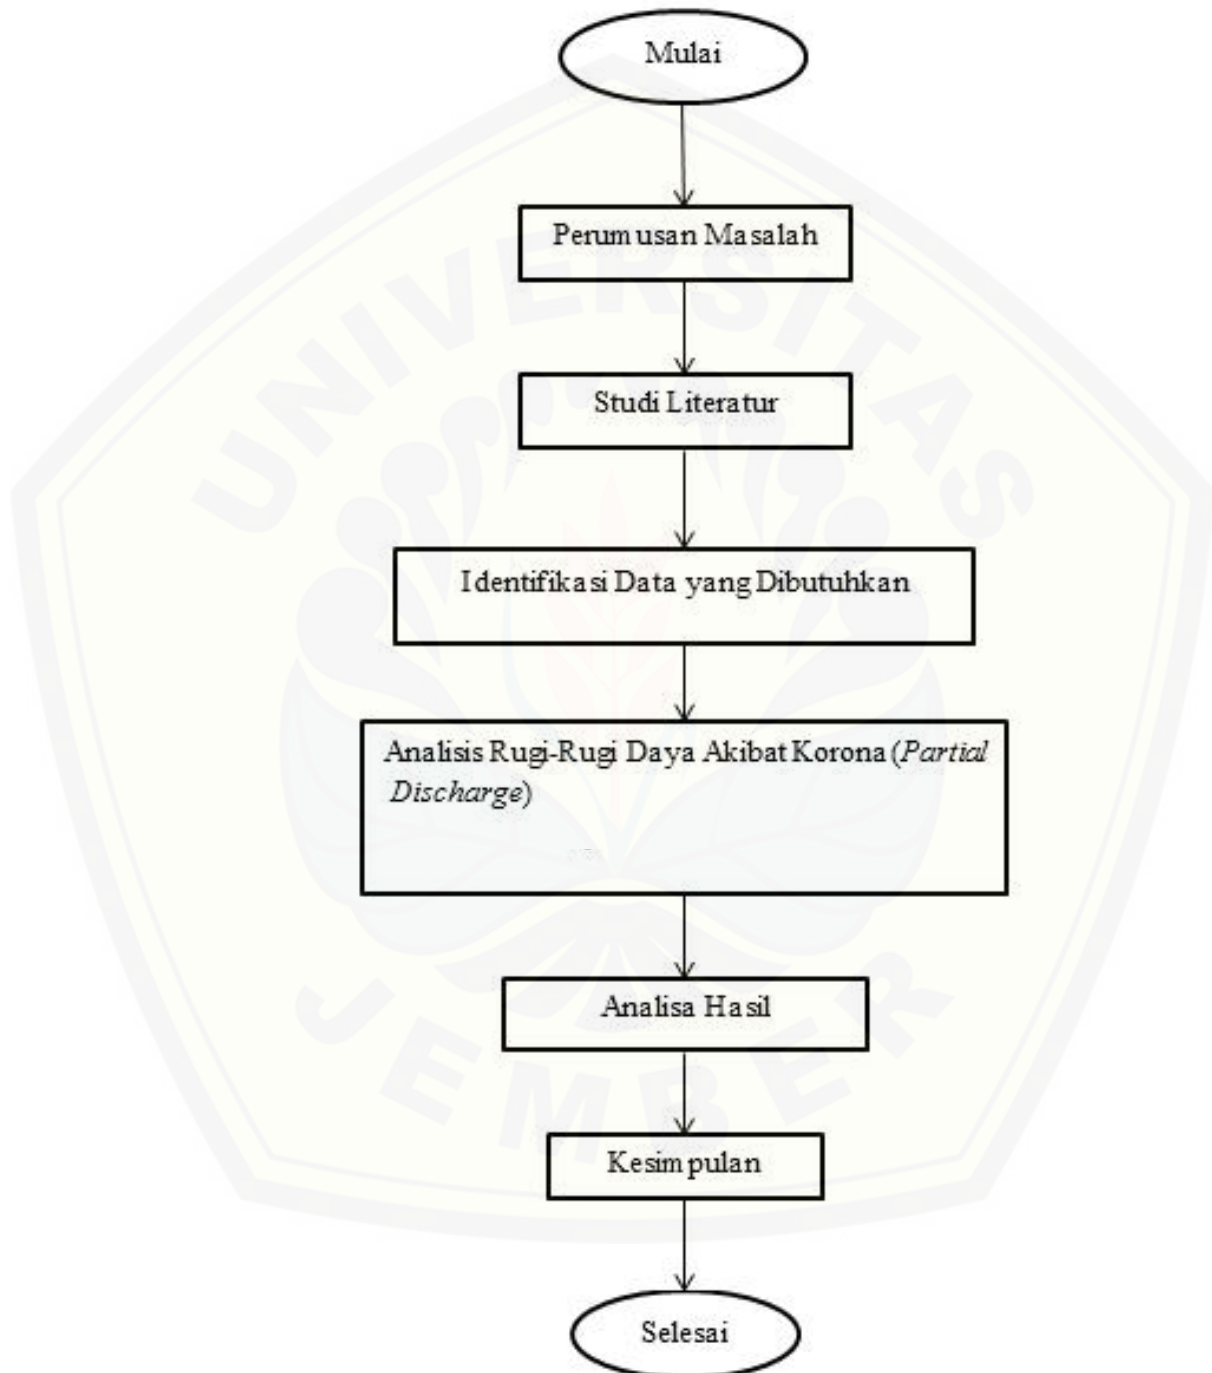 Mulai
UNIVERSITAS
Perumusan Masalah
Studi Literatur
Identifikasi Data yang Dibutuhkan
Analisis Rugi-Rugi Daya Akibat Korona (Partial
Discharge)
Analisa Hasil
JEMBER
Kesimpulan
Selesai